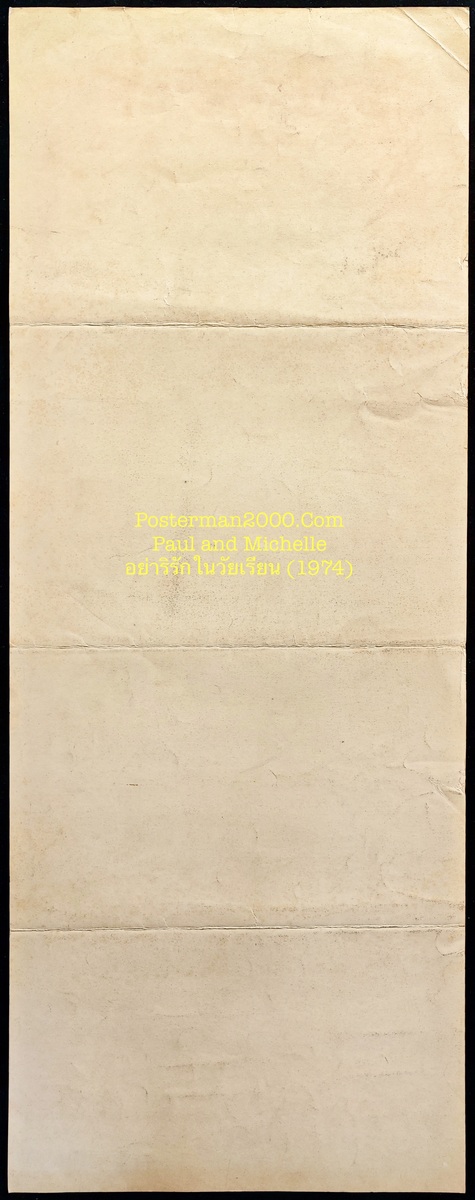 Posterman2000.Com
Paul and Michelle
อย่าริรักในวัยเรียน (1974)